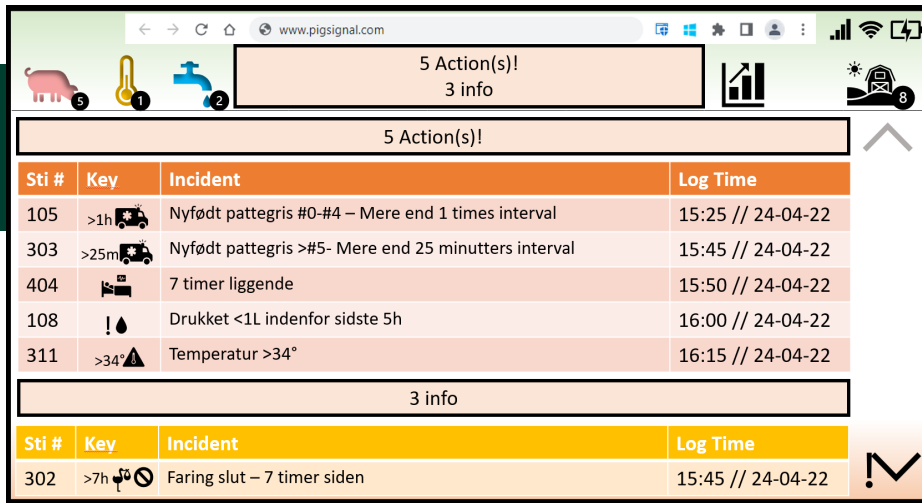 www.pigsignal.com
5
1
2
5 Action(s)!
3 info
8
5 Action(s)!
Sti # Key Incident Log Time
105 >1h Nyfødt pattegris #0-#4 – Mere end 1 times interval 15:25 // 24-04-22
303 >25m Nyfødt pattegris >#5- Mere end 25 minutters interval 15:45 // 24-04-22
404 7 timer liggende 15:50 // 24-04-22
108 ! Drukket <1L indenfor sidste 5h 16:00 // 24-04-22
311 >34° Temperatur >34° 16:15 // 24-04-22
3 info
Sti # Key Incident Log Time
302 >7h Faring slut – 7 timer siden 15:45 // 24-04-22
!